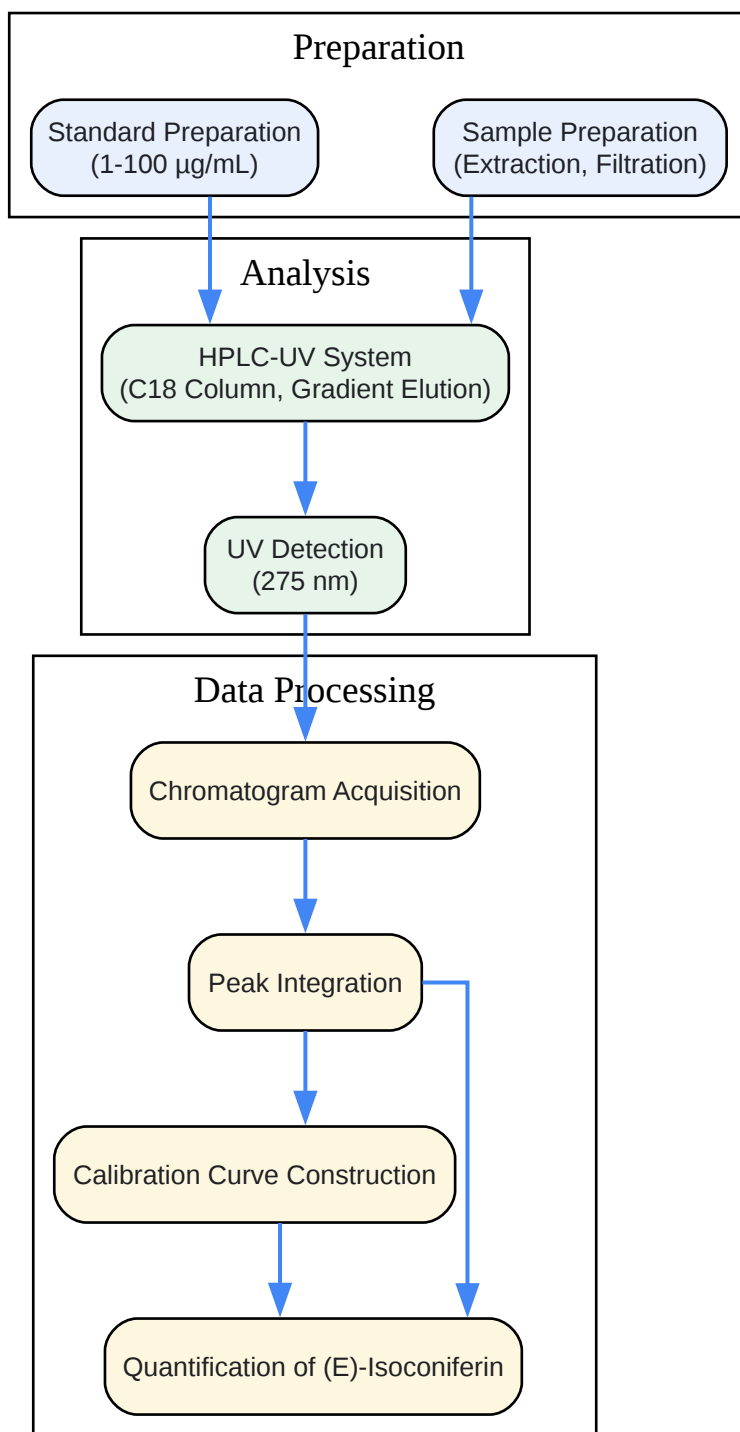 Preparation
Standard Preparation
(1-100 µg/mL)
Sample Preparation
(Extraction, Filtration)
Analysis
HPLC-UV System
(C18 Column, Gradient Elution)
UV Detection
(275 nm)
Data Processing
Chromatogram Acquisition
Peak Integration
Calibration Curve Construction
Quantification of (E)-Isoconiferin